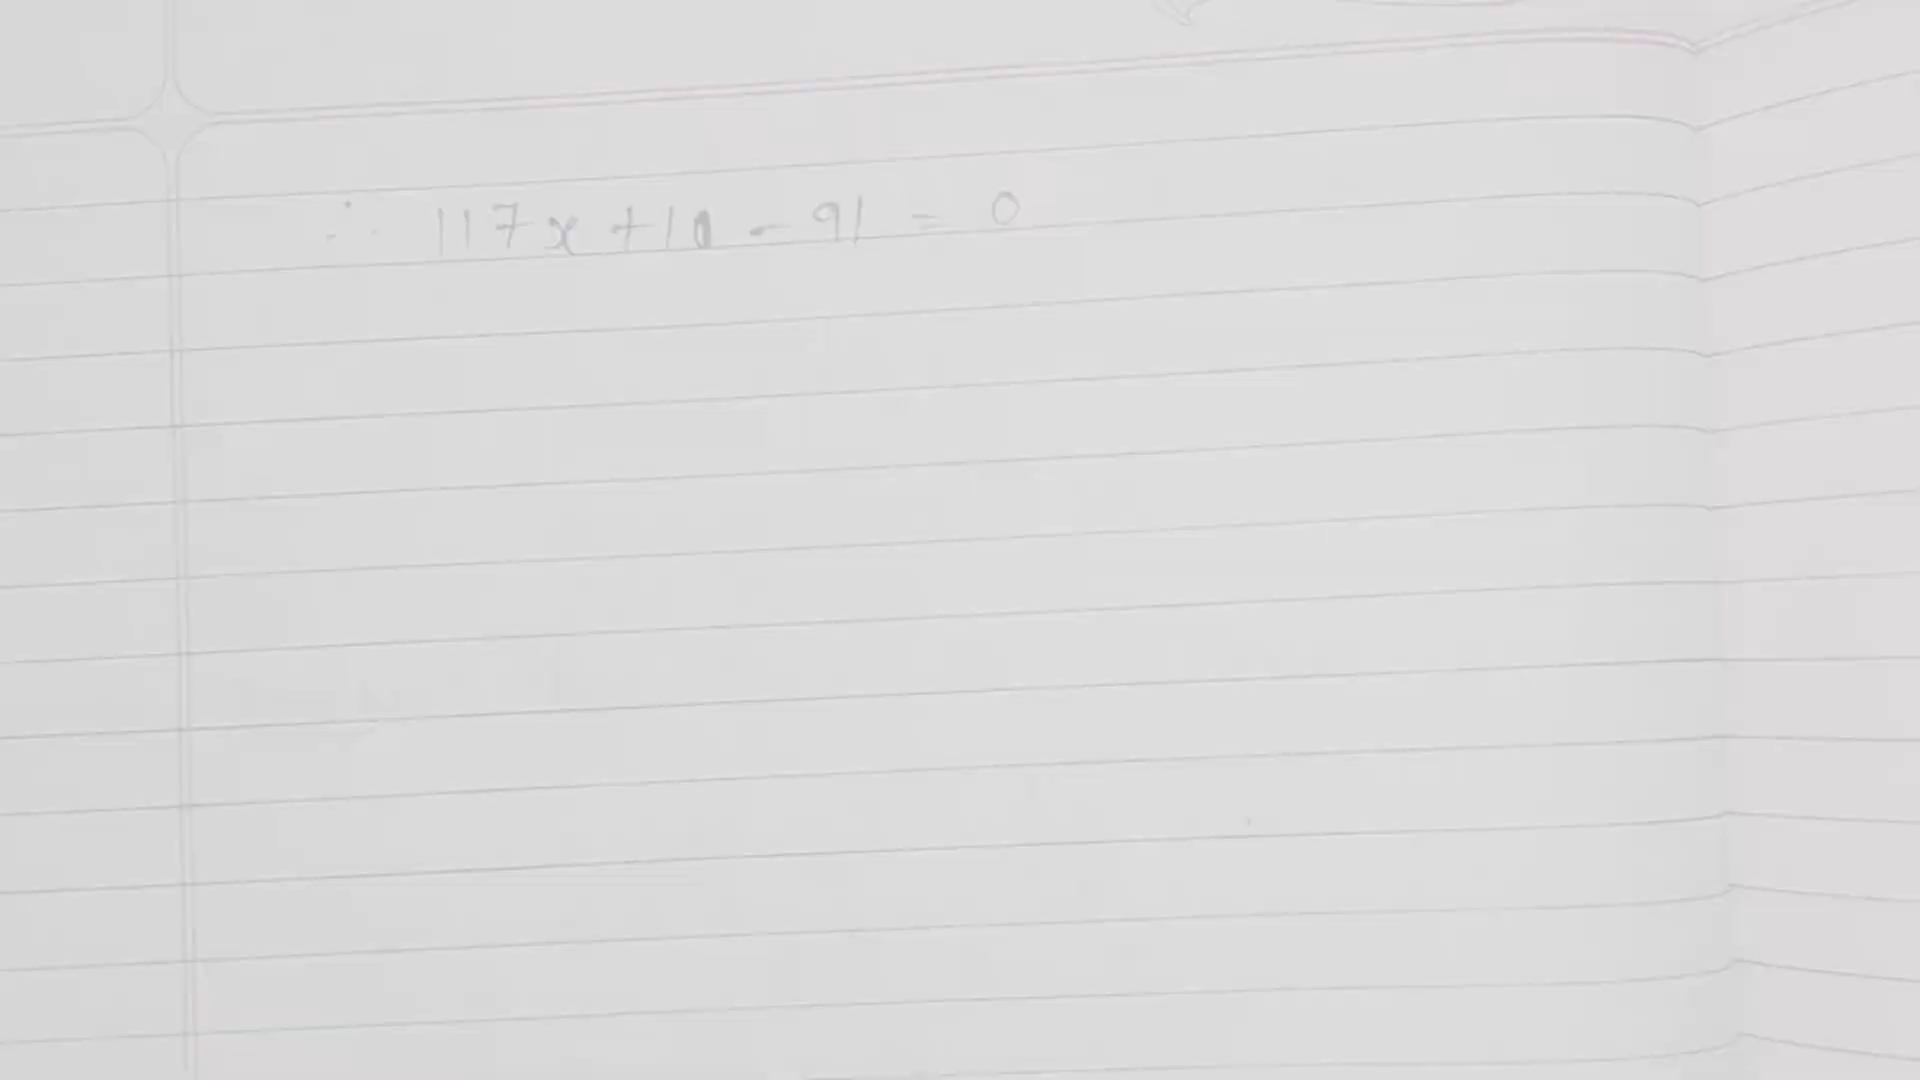 ∴ 117x + 10 - 91 = 0